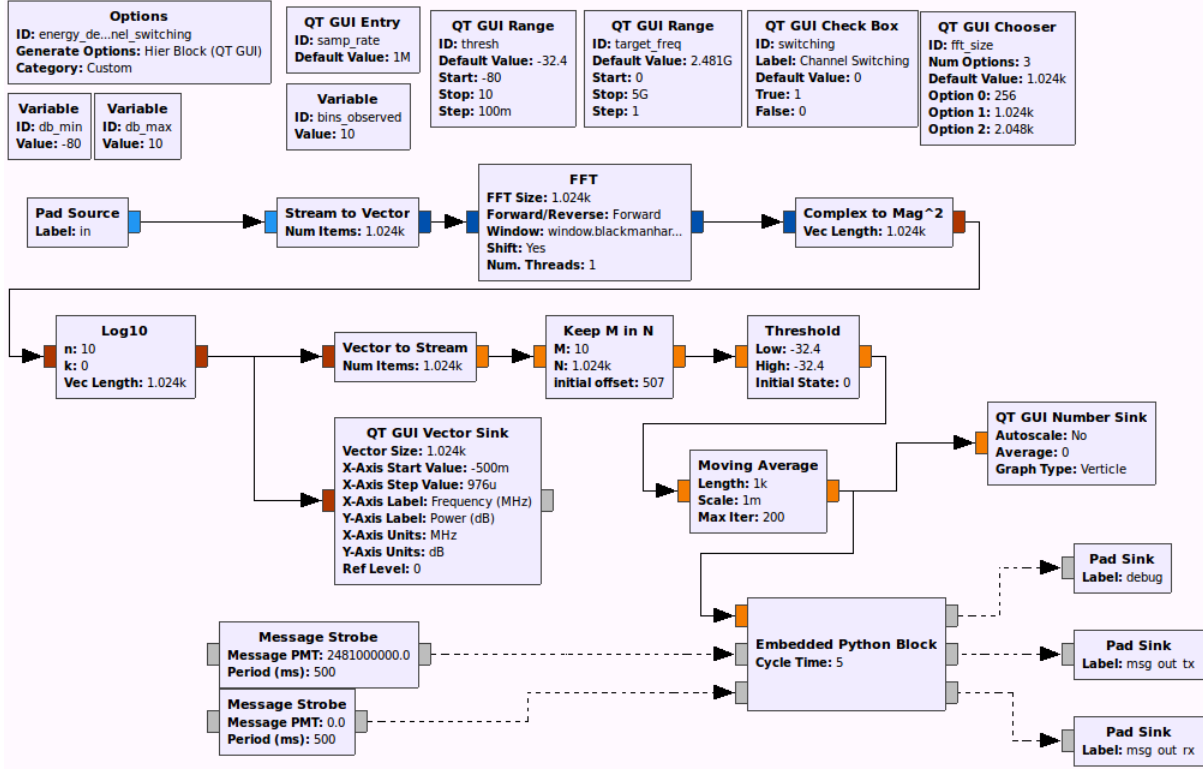 Options
ID: energy_de...nel_switching
Generate Options: Hier Block (QT GUI)
Category: Custom
Variable
ID: db_min
Value: -80
Variable
ID: db_max
Value: 10
QT GUI Entry
ID: samp_rate
Default Value: 1M
Variable
ID: bins_observed
Value: 10
QT GUI Range
ID: thresh
Default Value: -32.4
Start: -80
Stop: 10
Step: 100m
QT GUI Range
ID: target_freq
Default Value: 2.481G
Start: 0
Stop: 5G
Step: 1
QT GUI Check Box
ID: switching
Label: Channel Switching
Default Value: 0
True: 1
False: 0
QT GUI Chooser
ID: fft_size
Num Options: 3
Default Value: 1.024k
Option 0: 256
Option 1: 1.024k
Option 2: 2.048k
Pad Source
Label: in
Stream to Vector
Num Items: 1.024k
FFT
FFT Size: 1.024k
Forward/Reverse: Forward
Window: window.blackmanhar...
Shift: Yes
Num. Threads: 1
Complex to Mag^2
Vec Length: 1.024k
Log10
n: 10
k: 0
Vec Length: 1.024k
Vector to Stream
Num Items: 1.024k
Keep M in N
M: 10
N: 1.024k
initial offset: 507
Threshold
Low: -32.4
High: -32.4
Initial State: 0
QT GUI Vector Sink
Vector Size: 1.024k
X-Axis Start Value: -500m
X-Axis Step Value: 976u
X-Axis Label: Frequency (MHz)
Y-Axis Label: Power (dB)
X-Axis Units: MHz
Y-Axis Units: dB
Ref Level: 0
Moving Average
Length: 1k
Scale: 1m
Max Iter: 200
QT GUI Number Sink
Autoscale: No
Average: 0
Graph Type: Verticle
Message Strobe
Message PMT: 2481000000.0
Period (ms): 500
Message Strobe
Message PMT: 0.0
Period (ms): 500
Embedded Python Block
Cycle Time: 5
Pad Sink
Label: debug
Pad Sink
Label: msg_out_tx
Pad Sink
Label: msg_out_rx